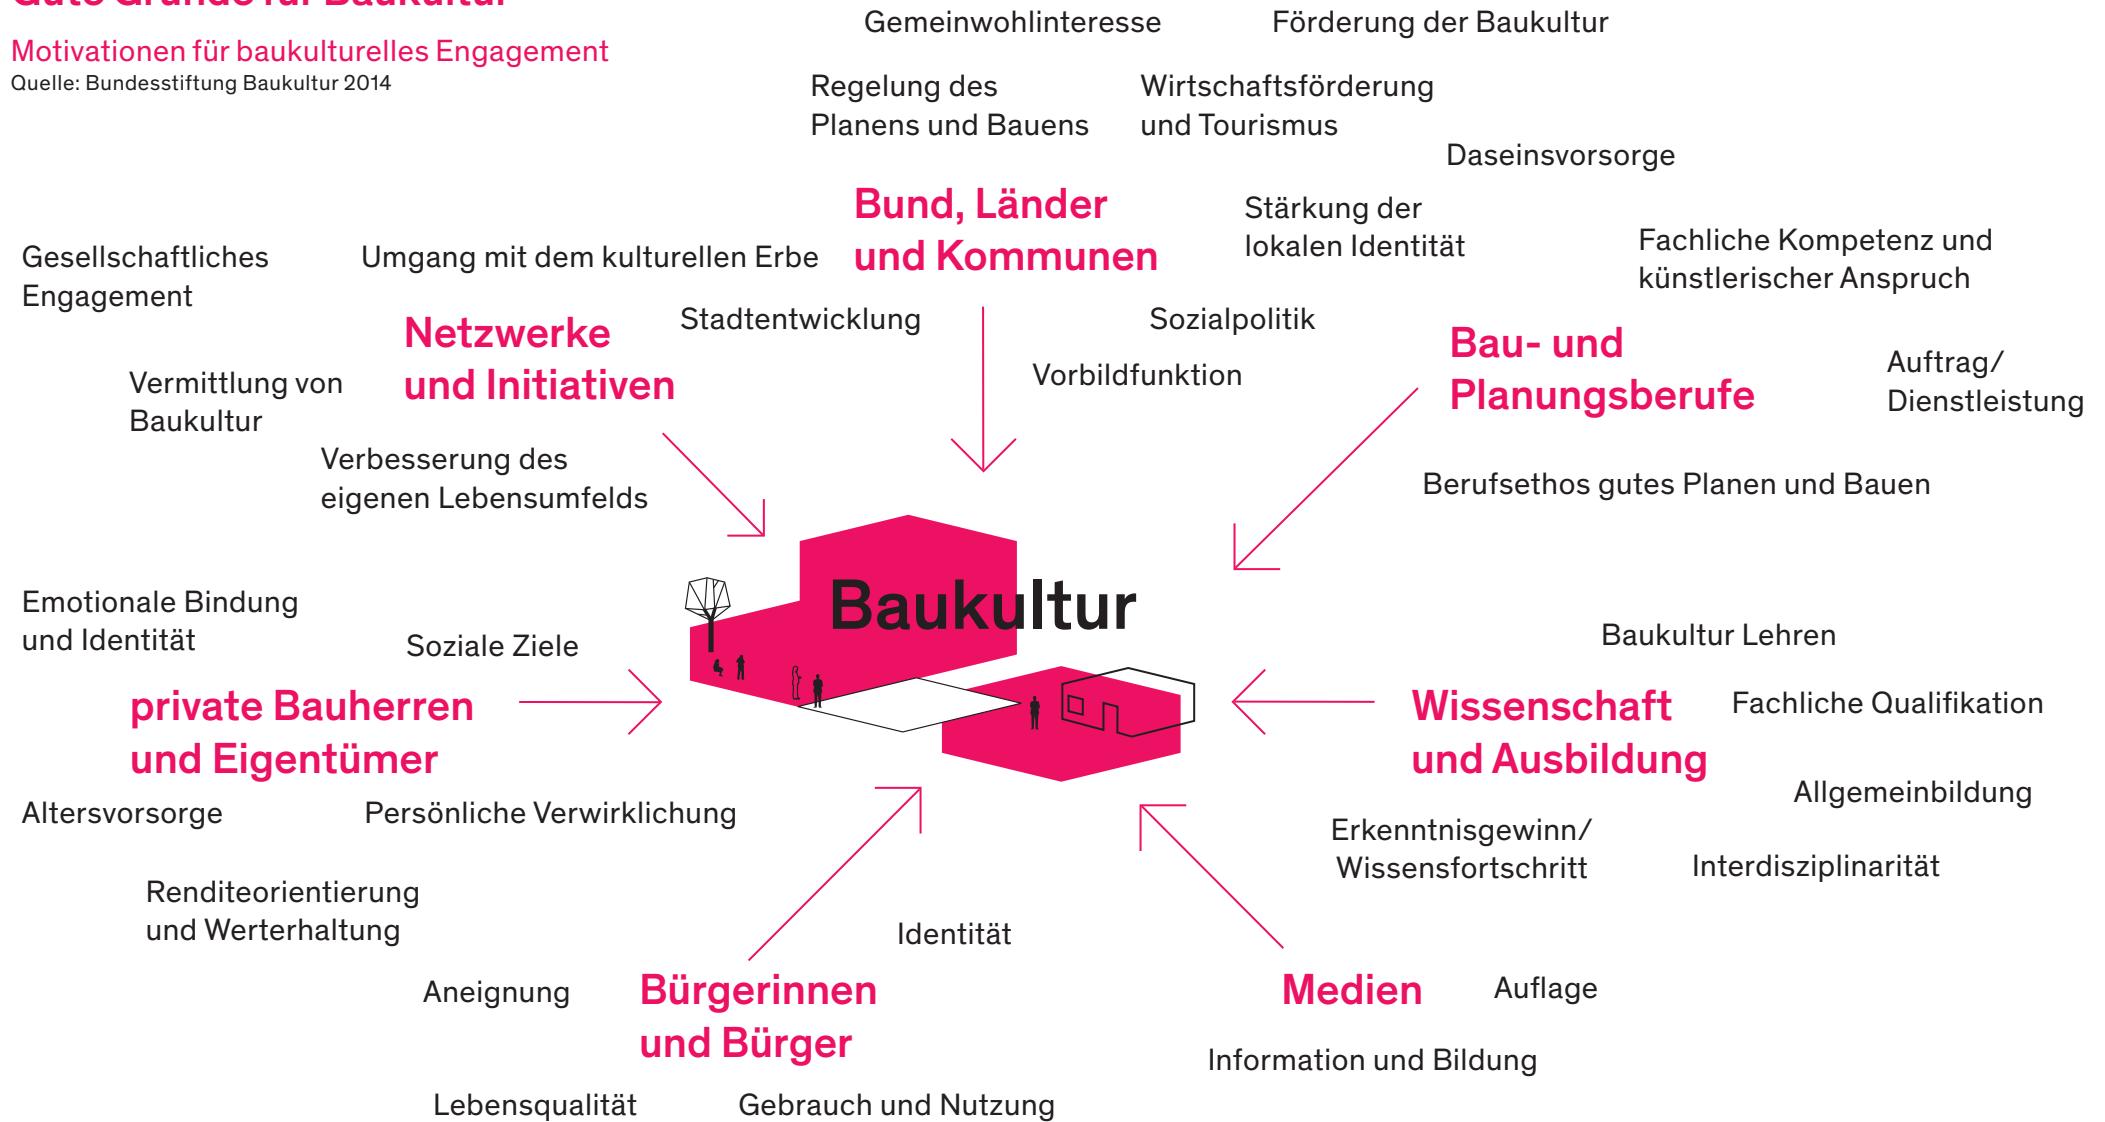 Gute Gründe für Baukultur
Motivationen für baukulturelles Engagement
Quelle: Bundesstiftung Baukultur 2014
Gemeinwohlinteresse
Förderung der Baukultur
Regelung des
Planens und Bauens
Wirtschaftsförderung
und Tourismus
Daseinsvorsorge
Bund, Länder
und Kommunen
Stärkung der
lokalen Identität
Stadtentwicklung
Sozialpolitik
Vorbildfunktion
Gesellschaftliches
Engagement
Umgang mit dem kulturellen Erbe
Netzwerke
und Initiativen
Vermittlung von
Baukultur
Verbesserung des
eigenen Lebensumfelds
Fachliche Kompetenz und
künstlerischer Anspruch
Bau- und
Planungsberufe
Auftrag/
Dienstleistung
Berufsethos gutes Planen und Bauen
Baukultur
Emotionale Bindung
und Identität
Soziale Ziele
private Bauherren
und Eigentümer
Altersvorsorge
Persönliche Verwirklichung
Renditeorientierung
und Werterhaltung
Baukultur Lehren
Wissenschaft
und Ausbildung
Fachliche Qualifikation
Allgemeinbildung
Erkenntnisgewinn/
Wissensfortschritt
Interdisziplinarität
Identität
Aneignung
Bürgerinnen
und Bürger
Lebensqualität
Gebrauch und Nutzung
Medien
Auflage
Information und Bildung